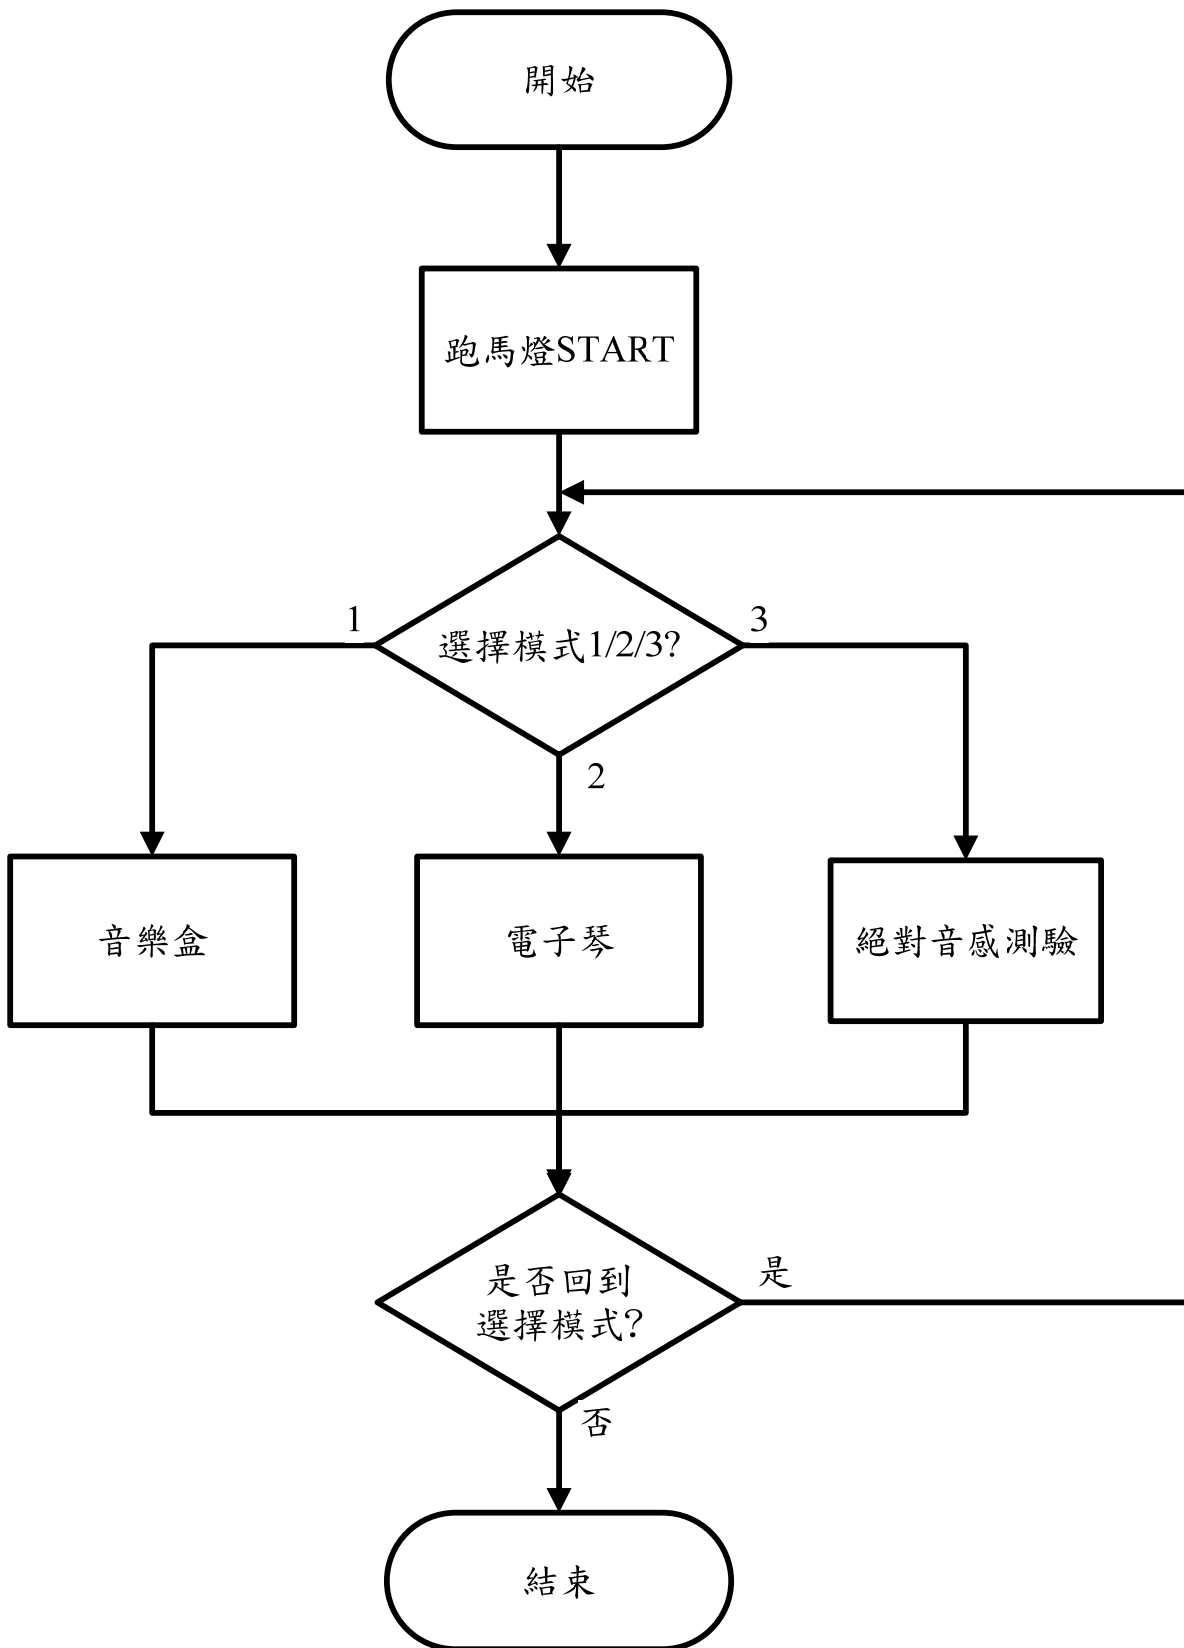 開始
跑馬燈START
選擇模式1/2/3?
1
3
2
音樂盒
電子琴
絕對音感測驗
是否回到
選擇模式?
是
否
結束